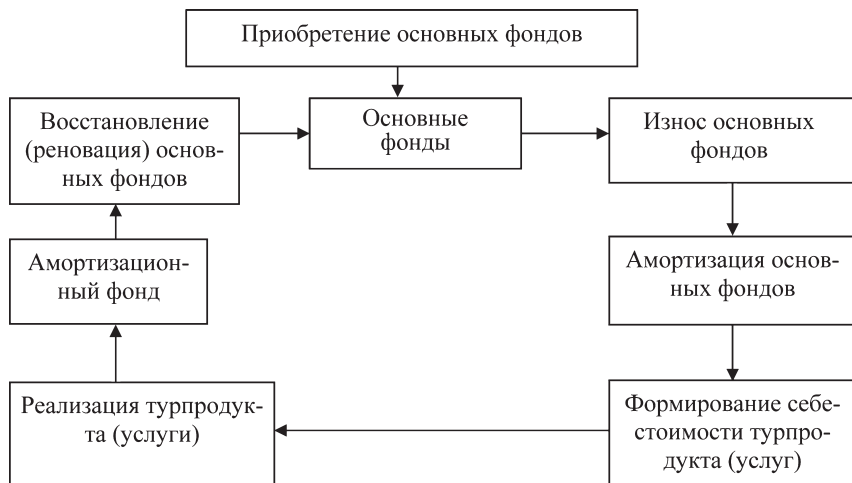 Приобретение основных фондов
Восстановление
(реновация) основ-
ных фондов
Основные
фонды
Износ основных
фондов
Амортизацион-
ный фонд
Амортизация основ-
ных фондов
Реализация турпродук-
та (услуги)
Формирование себе-
стоимости турпро-
дукта (услуг)